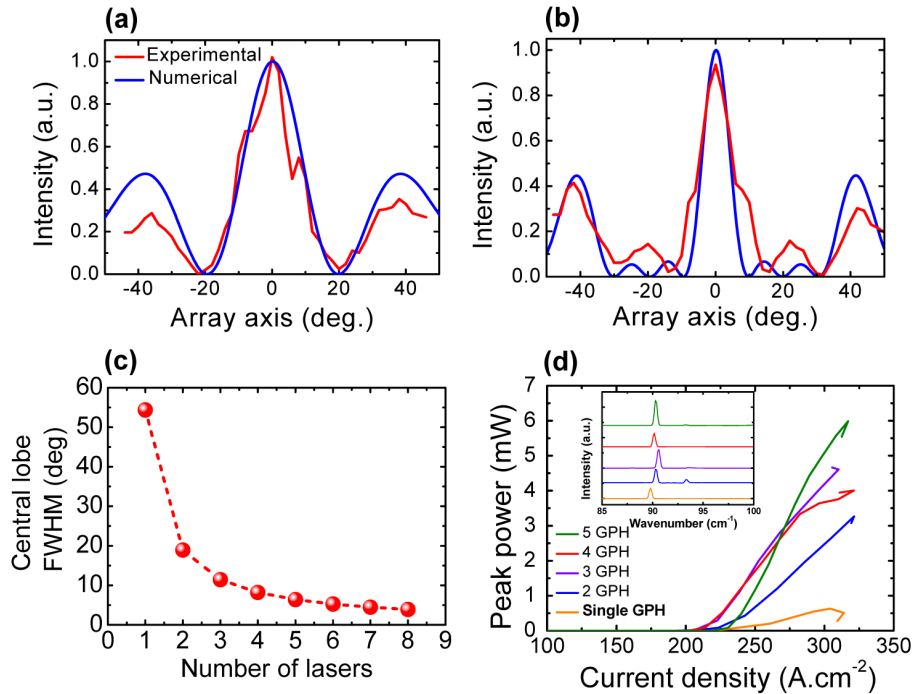 (a)
Experimental
Numerical
Intensity (a.u.)
1.0
0.8
0.6
0.4
0.2
0.0
-40 -20 0 20 40
Array axis (deg.)
(b)
Intensity (a.u.)
1.0
0.8
0.6
0.4
0.2
0.0
-40 -20 0 20 40
Array axis (deg.)
(c)
Central lobe
FWHM (deg)
60
50
40
30
20
10
0
0 1 2 3 4 5 6 7 8 9
Number of lasers
(d)
Peak power (mW)
7
6
5
4
3
2
1
0
Intensity (a.u.)
85 90 95 100
Wavenumber (cm-1)
5 GPH
4 GPH
3 GPH
2 GPH
Single GPH
100 150 200 250 300 350
Current density (A.cm-2)